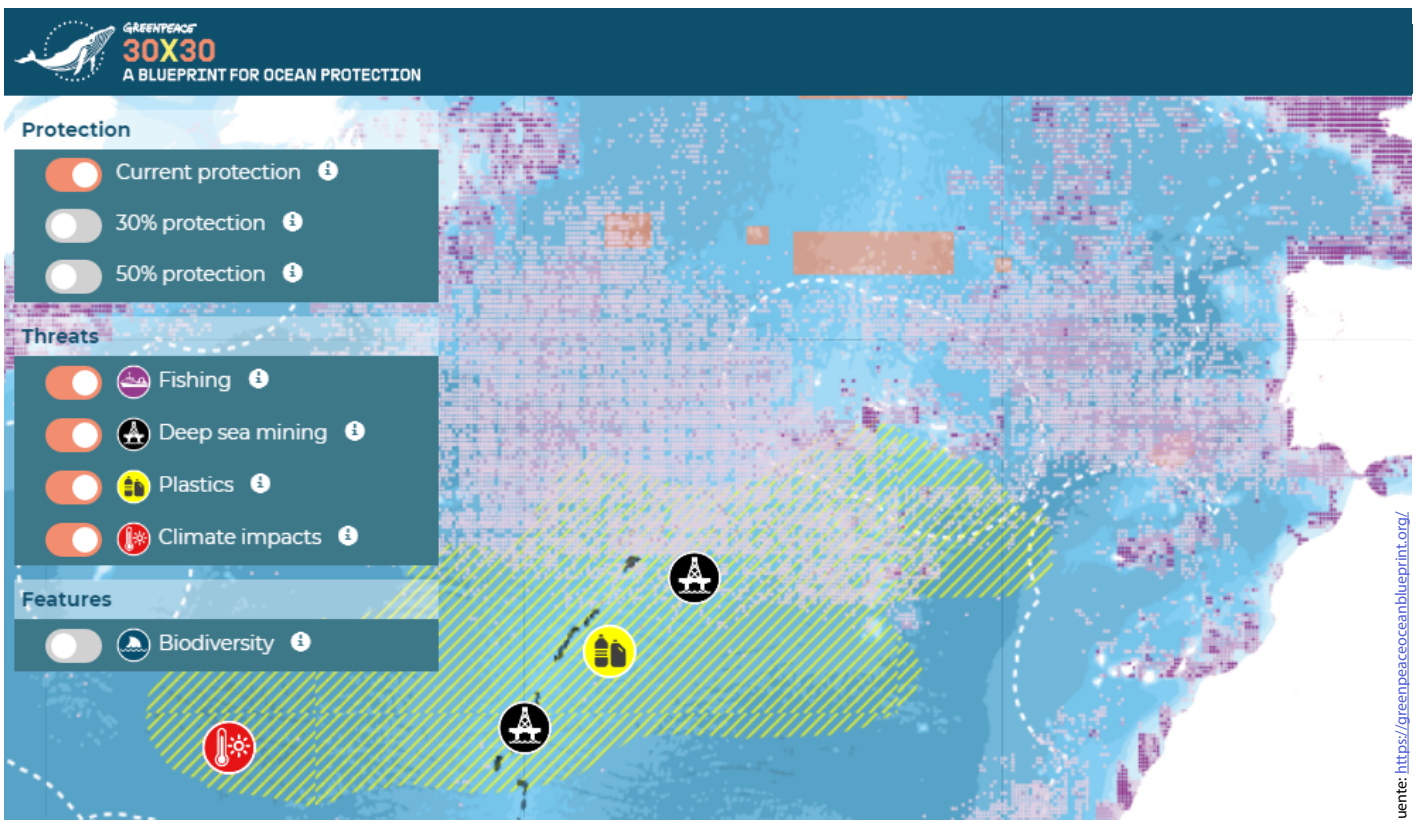 GREENPEACE
30X30
A BLUEPRINT FOR OCEAN PROTECTION
Protection
Current protection
30% protection
50% protection
Threats
Fishing
Deep sea mining
Plastics
Climate impacts
Features
Biodiversity
uente: https://greenpeaceoceanblueprint.org/